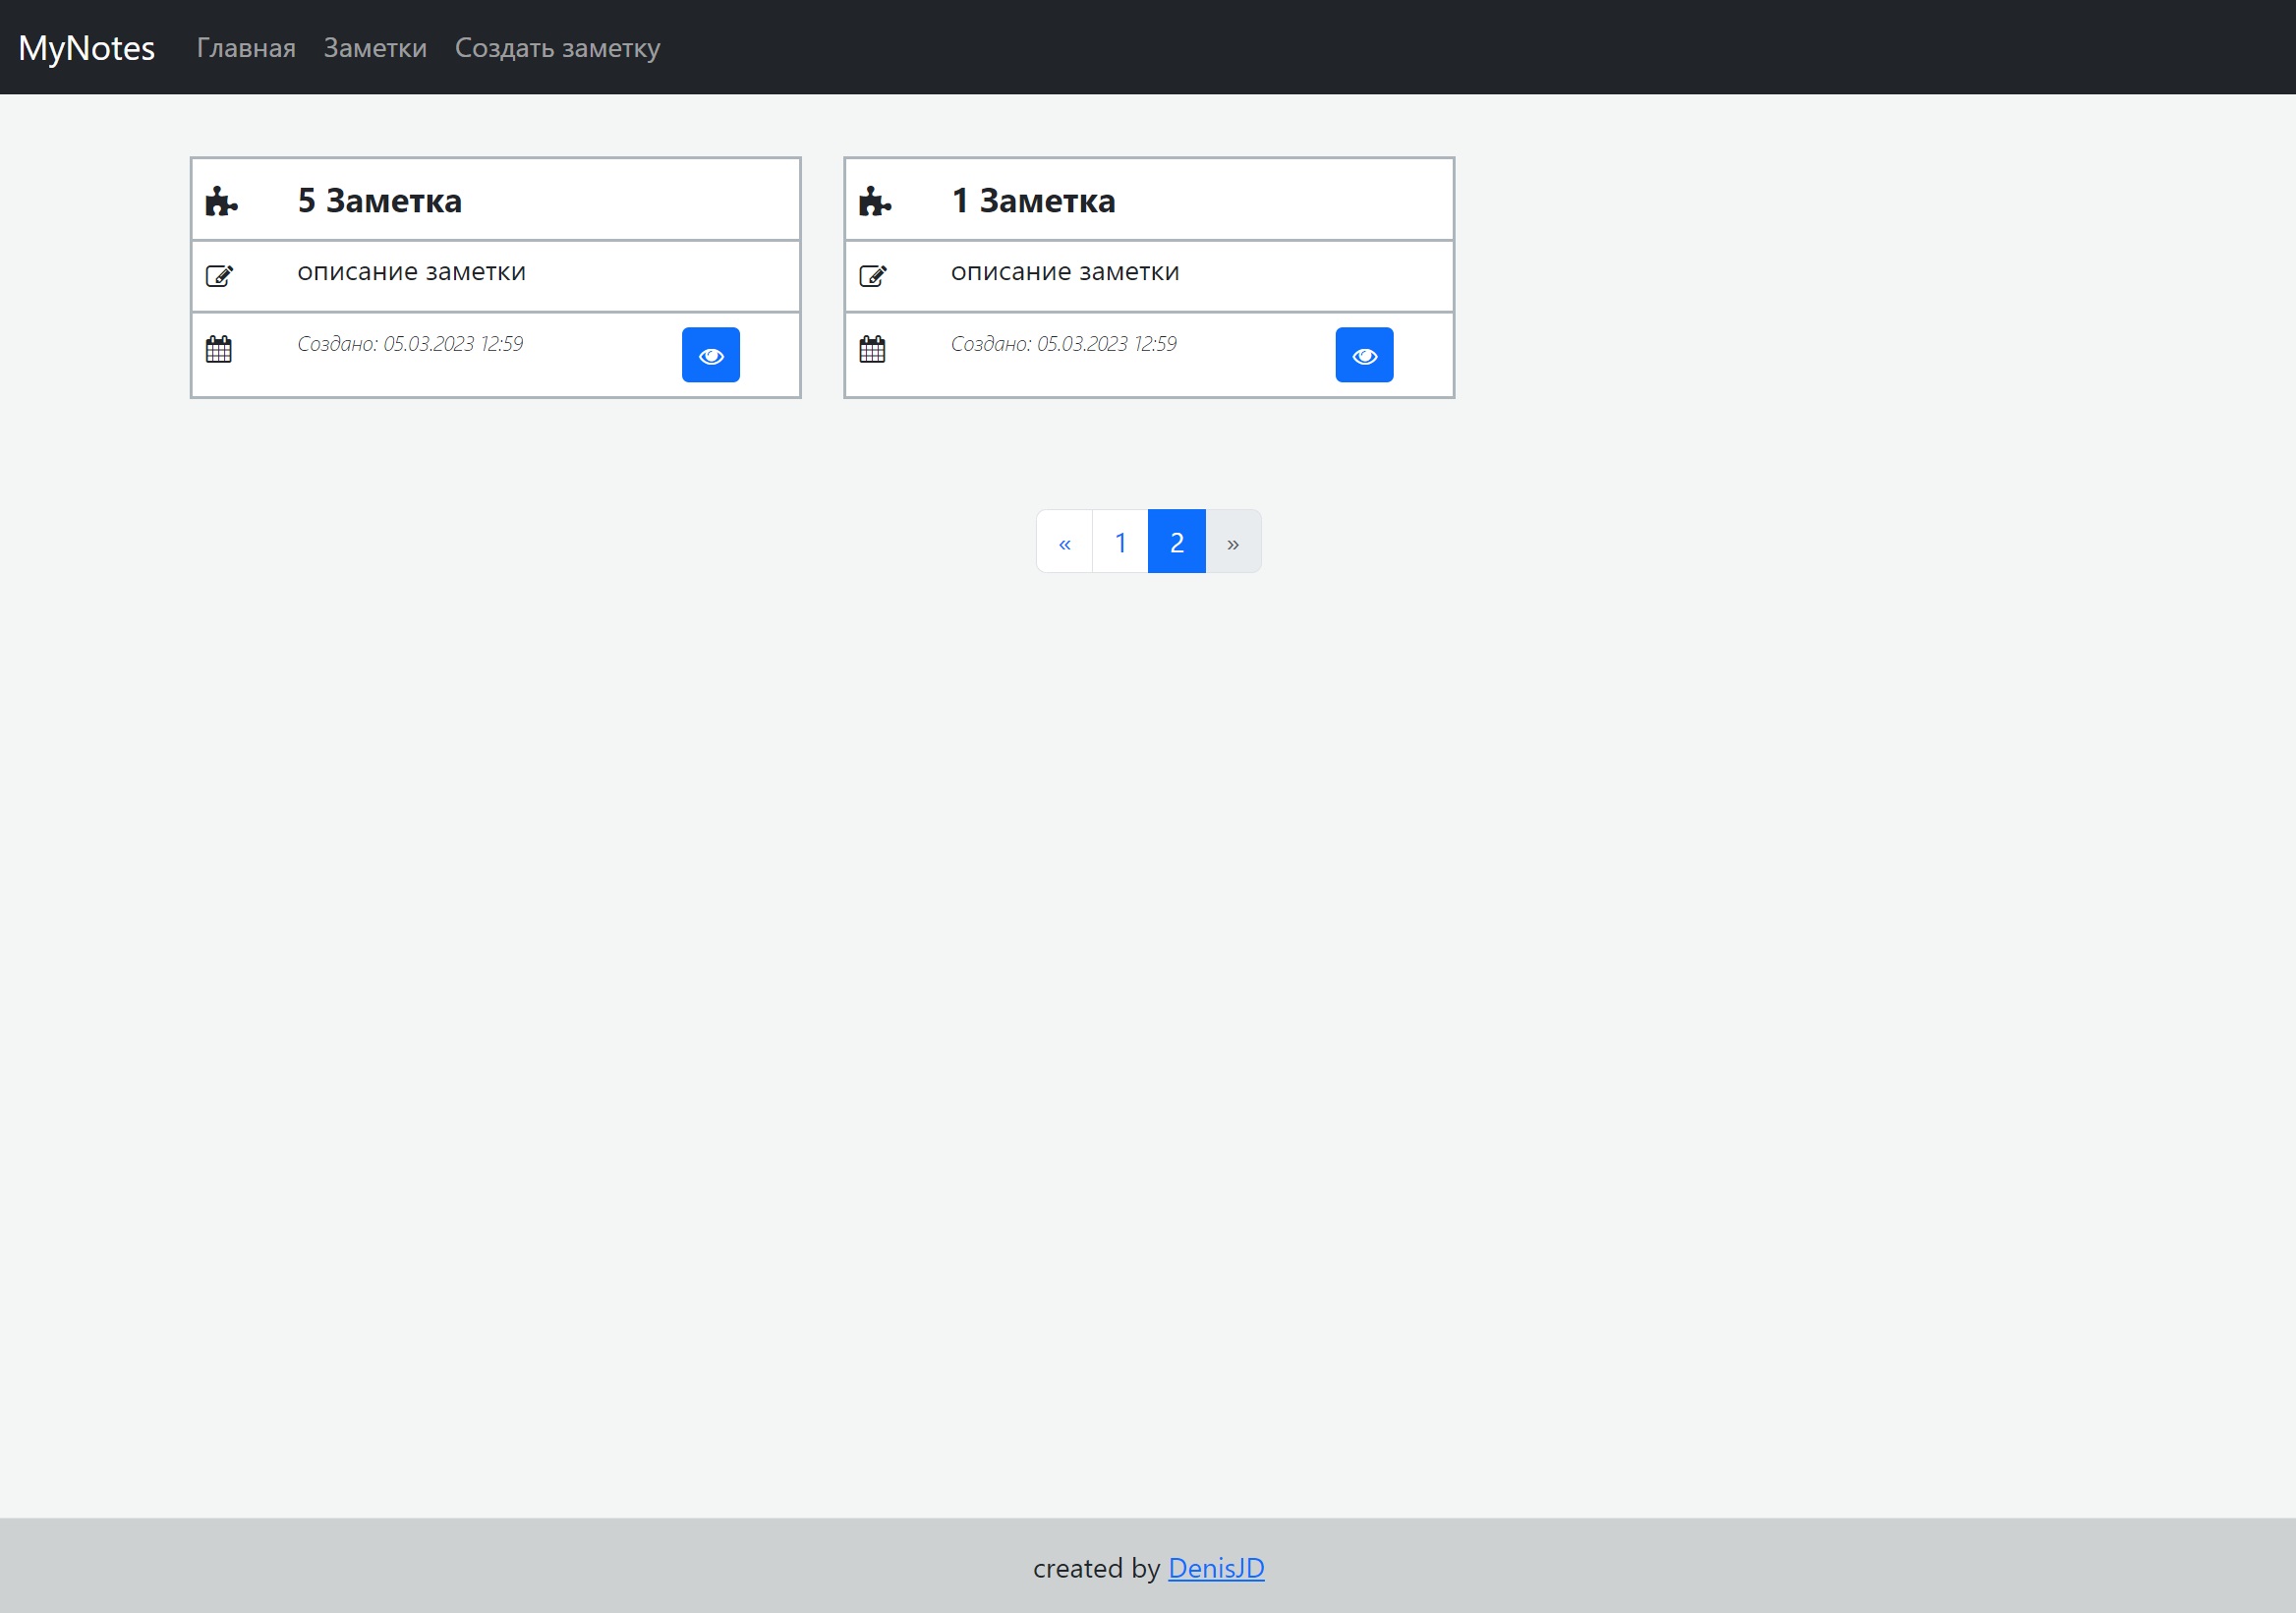 MyNotes Главная Заметки Создать заметку
5 Заметка
описание заметки
Создано: 05.03.2023 12:59
1 Заметка
описание заметки
Создано: 05.03.2023 12:59
« 1 2 »
created by DenisJD